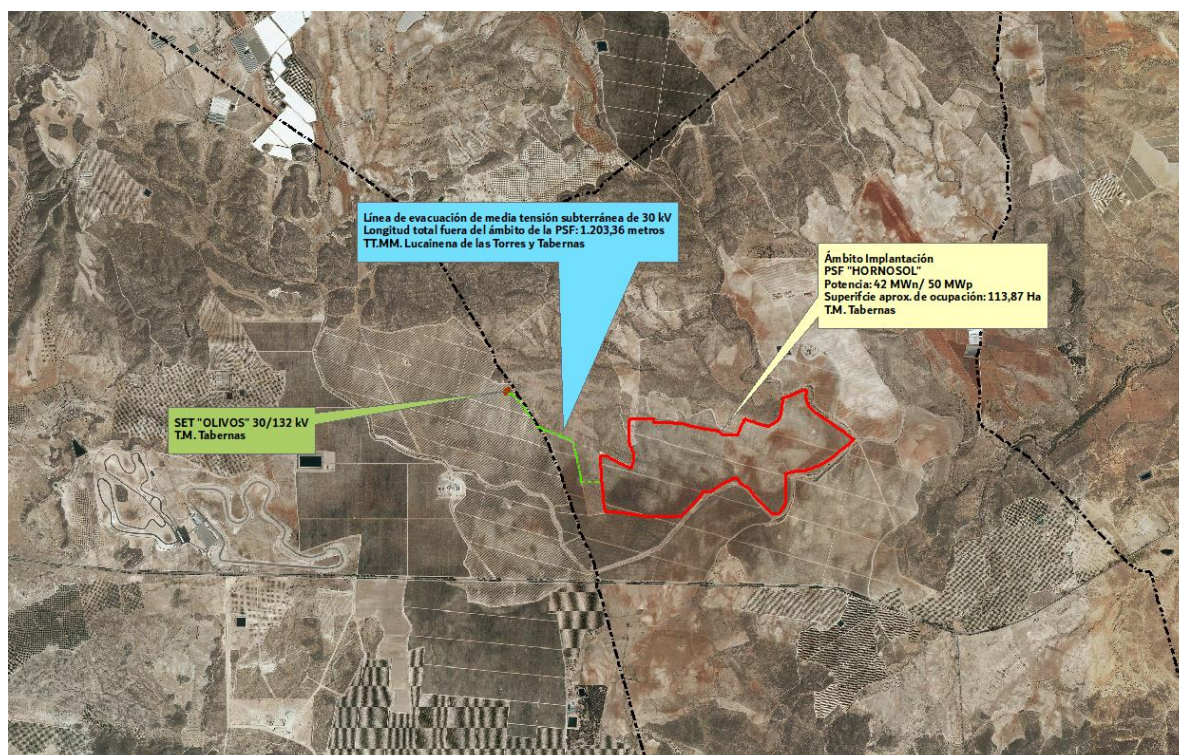 Línea de evacuación de media tensión subterránea de 30 kV
Longitud total fuera del ámbito de la PSF: 1.203,36 metros
TT.MM. Lucainena de las Torres y Tabernas
Ámbito Implantación
PSF "HORNOSOL"
Potencia: 42 MWn/ 50 MWp
Superifcie aprox. de ocupación: 113,87 Ha
T.M. Tabernas
SET "OLIVOS" 30/132 kV
T.M. Tabernas